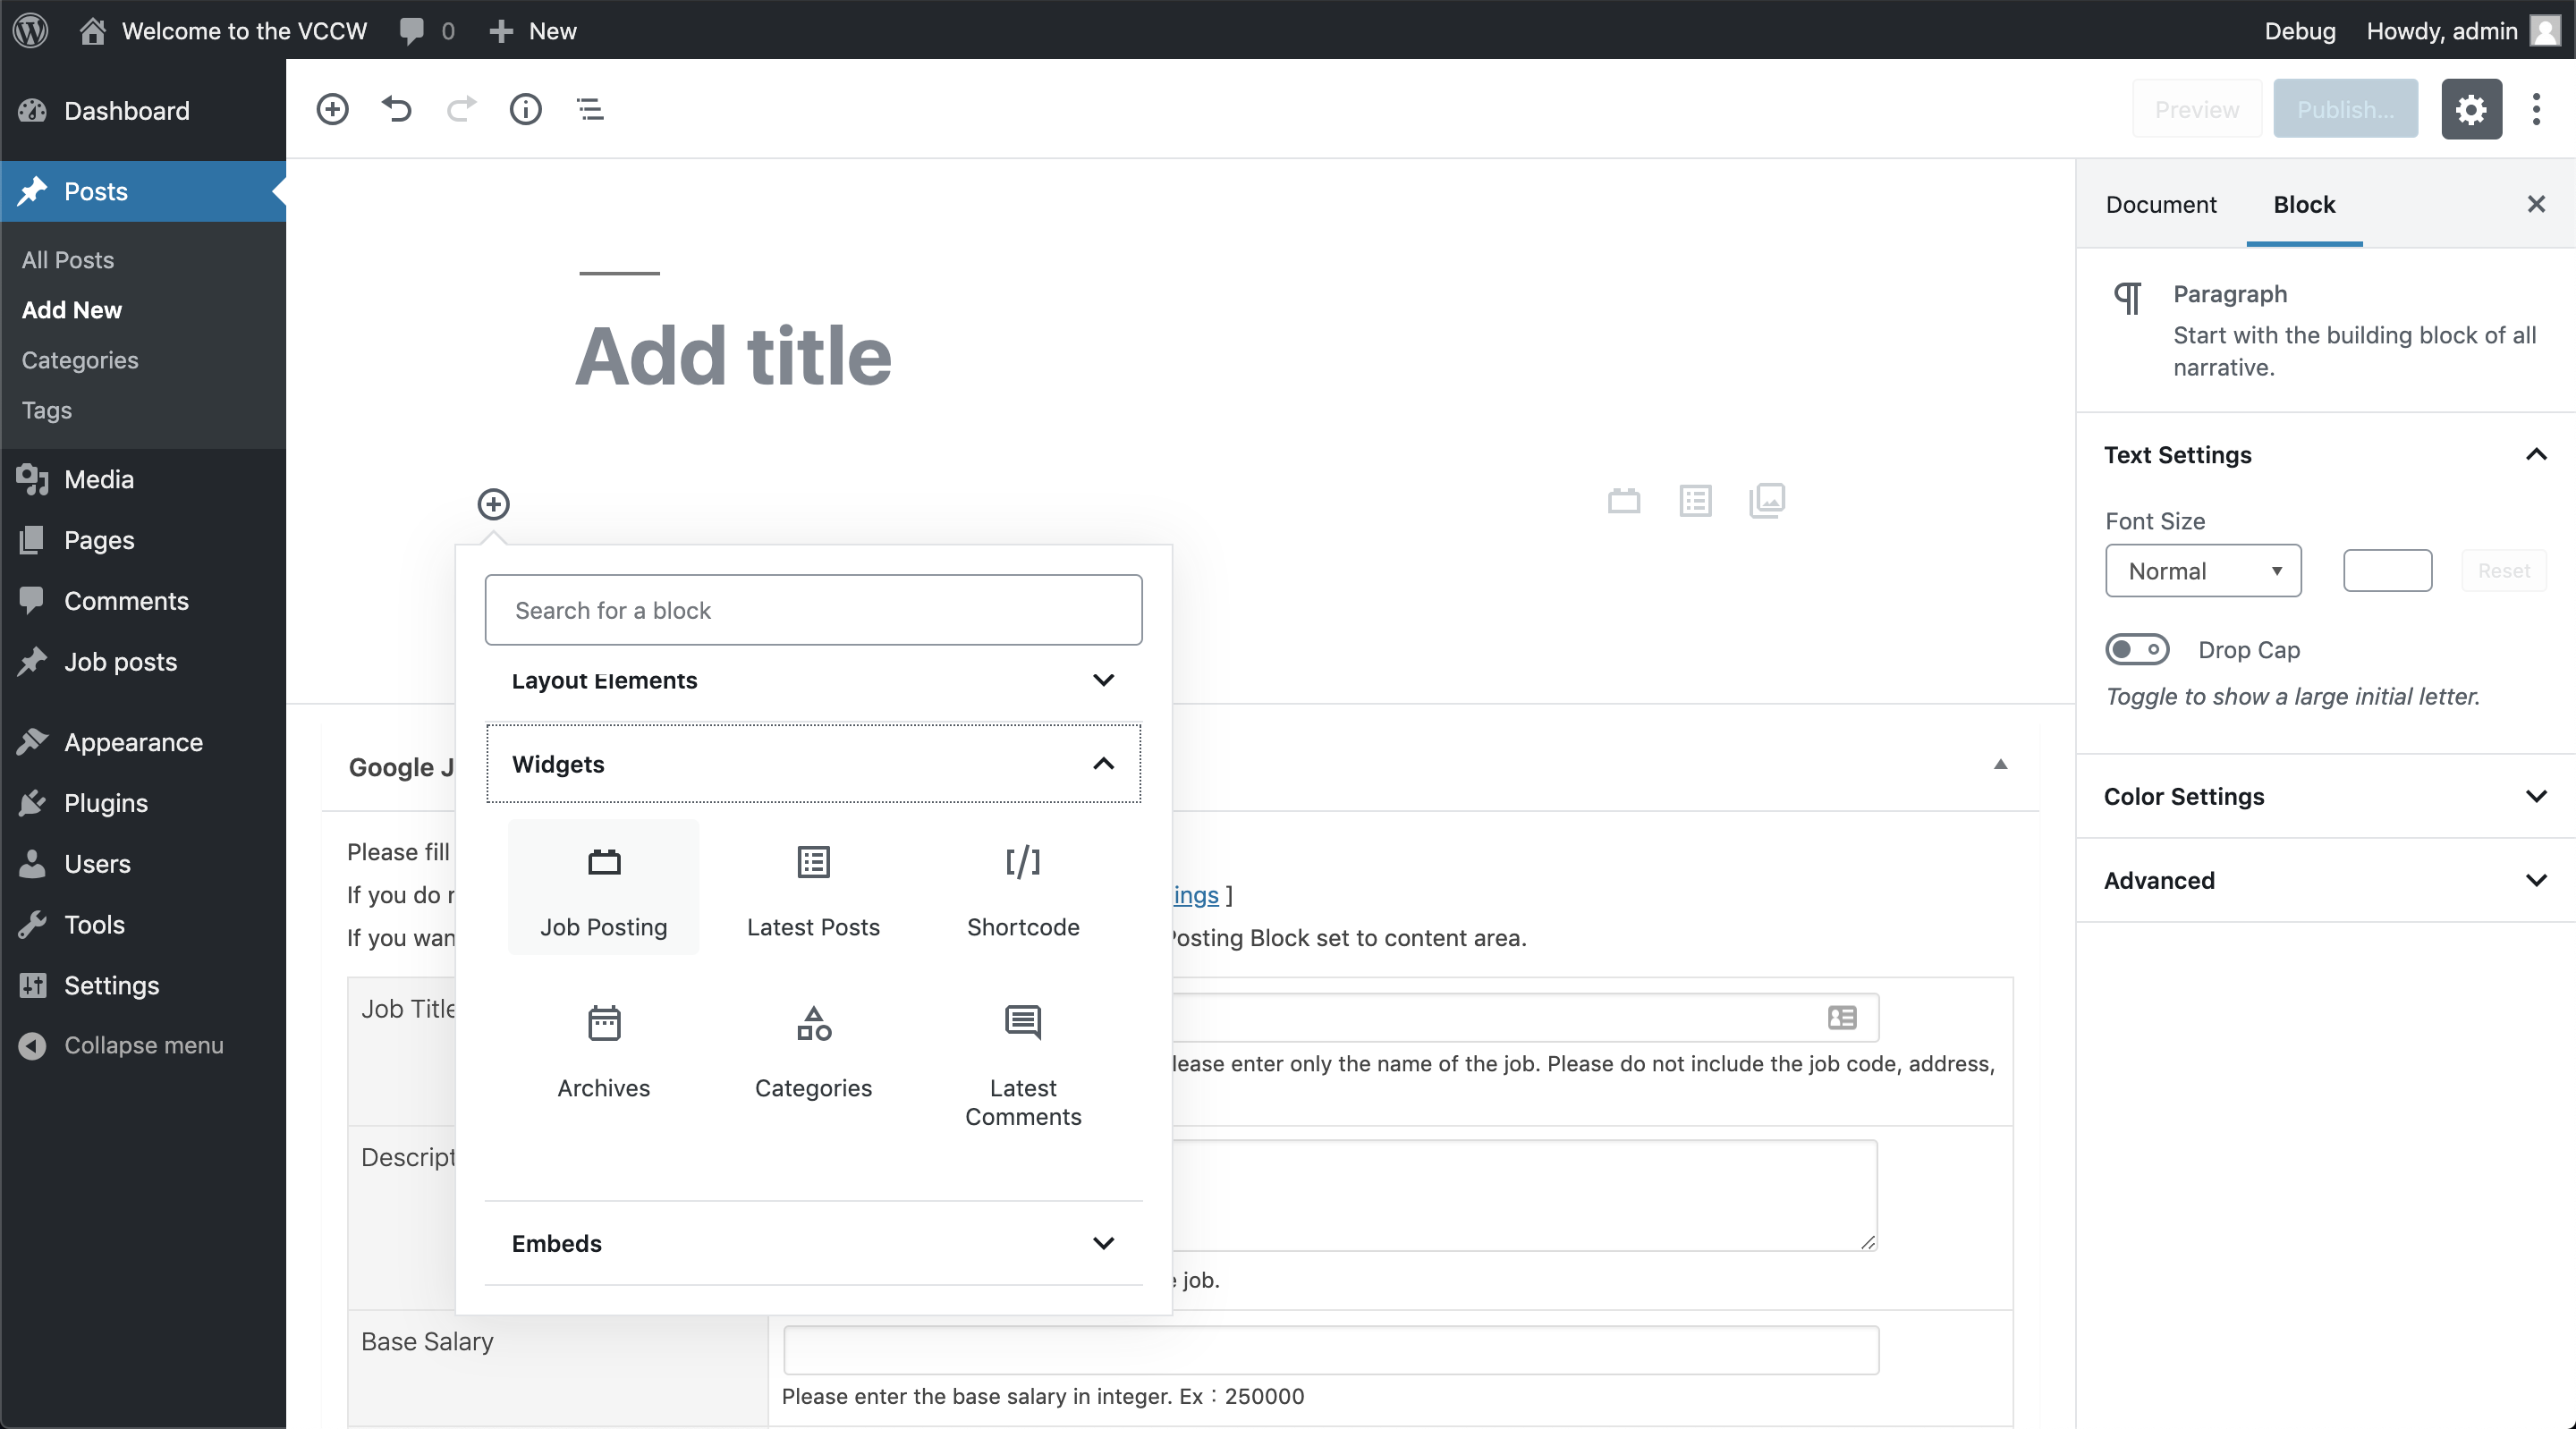 Welcome to the VCCW
0
New
Debug
Howdy, admin
Dashboard
Posts
All Posts
Add New
Categories
Tags
Media
Pages
Comments
Job posts
Appearance
Plugins
Users
Tools
Settings
Collapse menu
Preview
Publish...
Add title
Search for a block
Layout Elements
Widgets
Job Posting
Latest Posts
Shortcode
[/]
Archives
Categories
Latest
Comments
Embeds
Google J
Please fill
If you do
ings ]
If you wan
osting Block set to content area.
Job Title
lease enter only the name of the job. Please do not include the job code, address,
Descript
job.
Base Salary
Please enter the base salary in integer. Ex : 250000
Document
Block
Paragraph
Start with the building block of all
narrative.
Text Settings
Font Size
Normal
Reset
Drop Cap
Toggle to show a large initial letter.
Color Settings
Advanced